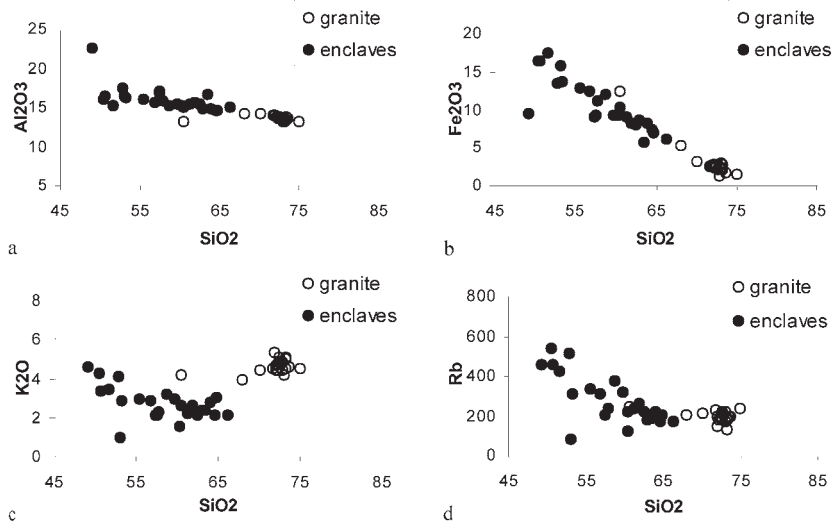 granite
enclaves
25
20
15
10
5
Al2O3
45
55
65
75
85
SiO2
a
granite
enclaves
20
15
10
5
0
Fe2O3
45
55
65
75
85
SiO2
b
granite
enclaves
8
6
4
2
0
K2O
45
55
65
75
85
SiO2
c
granite
enclaves
800
600
400
200
0
Rb
45
55
65
75
85
SiO2
d